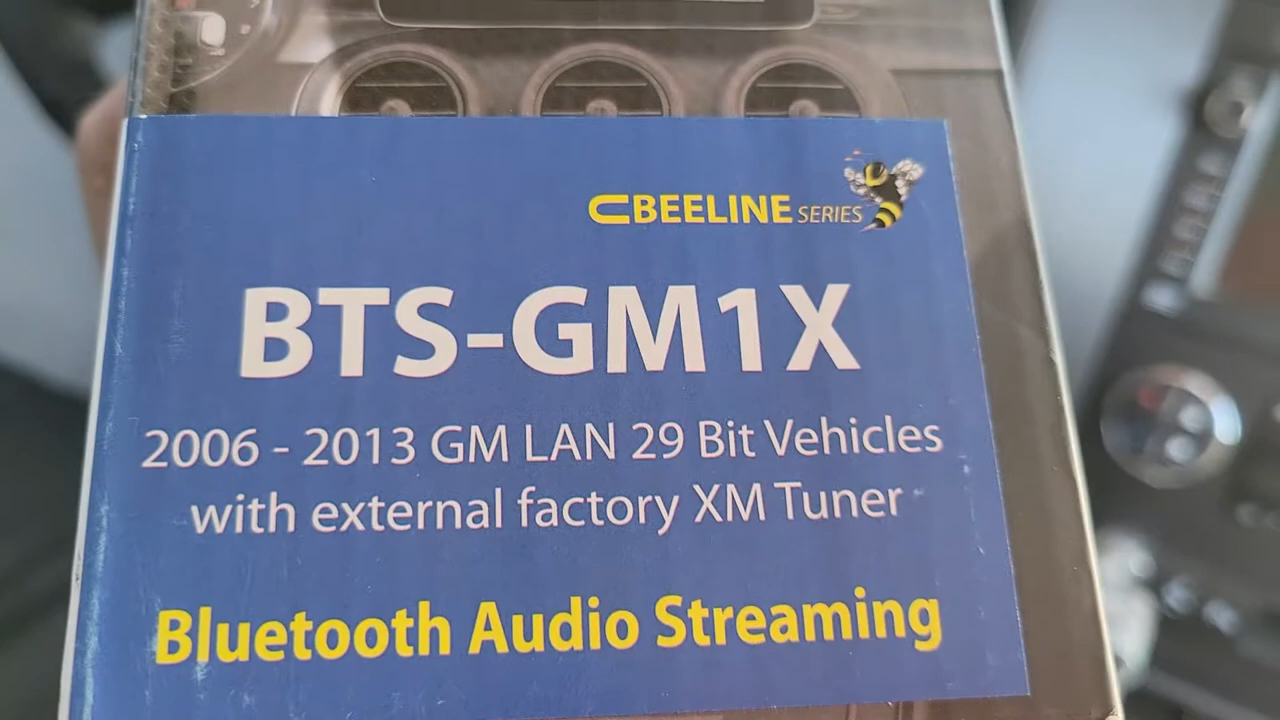 BEELINE SERIES
BTS-GM1X
2006 - 2013 GM LAN 29 Bit Vehicles
with external factory XM Tuner
Bluetooth Audio Streaming